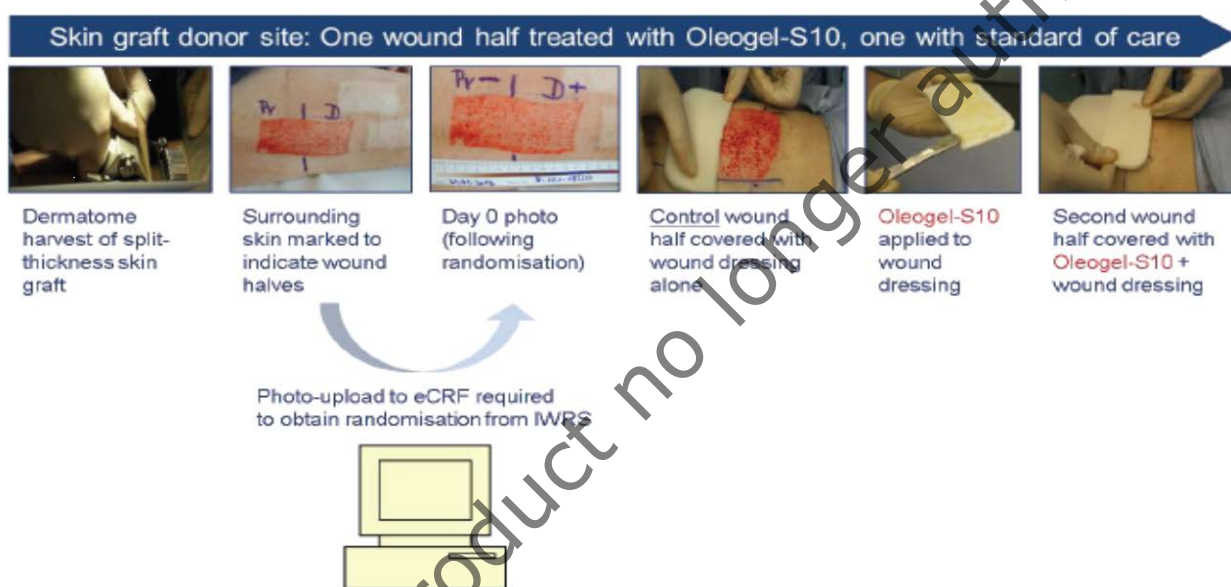 Skin graft donor site: One wound half treated with Oleogel-S10, one with standard of care
Pr
D
Pr
D+
Dermatome
harvest of split-
thickness skin
graft
Surrounding
skin marked to
indicate wound
halves
Day 0 photo
(following
randomisation)
Control wound
half covered with
wound dressing
alone
Oleogel-S10
applied to
wound
dressing
Second wound
half covered with
Oleogel-S10 +
wound dressing
Photo-upload to eCRF required
to obtain randomisation from IWRS
product no longer auth